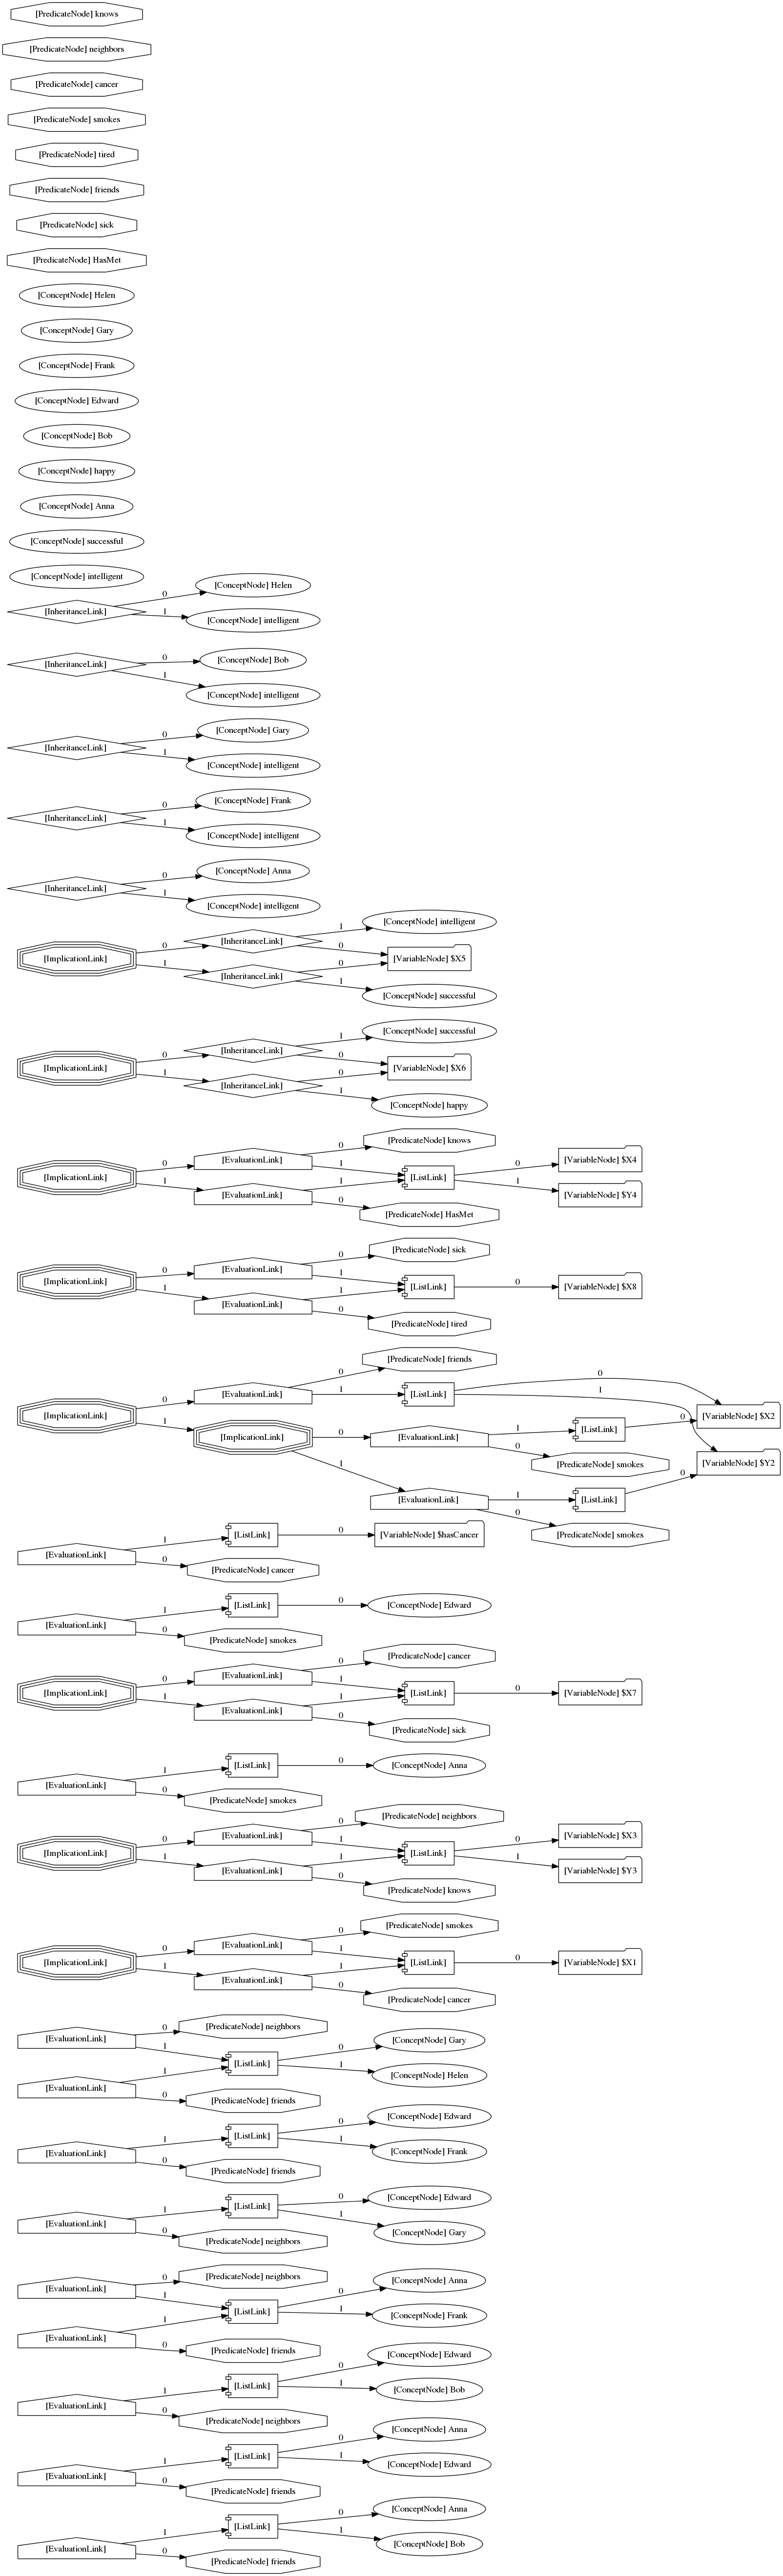 [PredicateNode] knows
[PredicateNode] neighbors
[PredicateNode] cancer
[PredicateNode] smokes
[PredicateNode] tired
[PredicateNode] friends
[PredicateNode] sick
[PredicateNode] HasMet
[ConceptNode] Helen
[ConceptNode] Gary
[ConceptNode] Frank
[ConceptNode] Edward
[ConceptNode] Bob
[ConceptNode] happy
[ConceptNode] Anna
[ConceptNode] successful
[ConceptNode] intelligent
[InheritanceLink]
0
[ConceptNode] Helen
1
[ConceptNode] intelligent
[InheritanceLink]
0
[ConceptNode] Bob
1
[ConceptNode] intelligent
[InheritanceLink]
0
[ConceptNode] Gary
1
[ConceptNode] intelligent
[InheritanceLink]
0
[ConceptNode] Frank
1
[ConceptNode] intelligent
[InheritanceLink]
0
[ConceptNode] Anna
1
[ConceptNode] intelligent
[ImplicationLink]
0
[InheritanceLink]
1
[ConceptNode] intelligent
0
[VariableNode] $X5
1
[InheritanceLink]
0
1
[ConceptNode] successful
[ImplicationLink]
0
[InheritanceLink]
1
[ConceptNode] successful
0
[VariableNode] $X6
1
[InheritanceLink]
0
1
[ConceptNode] happy
[ImplicationLink]
0
[EvaluationLink]
0
[PredicateNode] knows
1
[ListLink]
0
[VariableNode] $X4
1
[VariableNode] $Y4
1
[EvaluationLink]
1
0
[PredicateNode] HasMet
[ImplicationLink]
0
[EvaluationLink]
0
[PredicateNode] sick
1
[ListLink]
0
[VariableNode] $X8
1
[EvaluationLink]
1
0
[PredicateNode] tired
[ImplicationLink]
0
[EvaluationLink]
0
[PredicateNode] friends
1
[ListLink]
0
1
[VariableNode] $X2
1
[ImplicationLink]
0
[EvaluationLink]
1
[ListLink]
0
0
[PredicateNode] smokes
[VariableNode] $Y2
1
[EvaluationLink]
1
[ListLink]
0
0
[PredicateNode] smokes
[EvaluationLink]
1
[ListLink]
0
[VariableNode] $hasCancer
0
[PredicateNode] cancer
[EvaluationLink]
1
[ListLink]
0
[ConceptNode] Edward
0
[PredicateNode] smokes
[ImplicationLink]
0
[EvaluationLink]
0
[PredicateNode] cancer
1
[ListLink]
0
[VariableNode] $X7
1
[EvaluationLink]
1
0
[PredicateNode] sick
[EvaluationLink]
1
[ListLink]
0
[ConceptNode] Anna
0
[PredicateNode] smokes
[ImplicationLink]
0
[EvaluationLink]
0
[PredicateNode] neighbors
1
[ListLink]
0
[VariableNode] $X3
1
[VariableNode] $Y3
1
[EvaluationLink]
1
0
[PredicateNode] knows
[ImplicationLink]
0
[EvaluationLink]
0
[PredicateNode] smokes
1
[ListLink]
0
[VariableNode] $X1
1
[EvaluationLink]
1
0
[PredicateNode] cancer
[EvaluationLink]
0
[PredicateNode] neighbors
1
[ListLink]
0
[ConceptNode] Gary
1
[ConceptNode] Helen
[EvaluationLink]
1
0
[PredicateNode] friends
[EvaluationLink]
1
[ListLink]
0
[ConceptNode] Edward
1
[ConceptNode] Frank
0
[PredicateNode] friends
[EvaluationLink]
1
[ListLink]
0
[ConceptNode] Edward
1
[ConceptNode] Gary
0
[PredicateNode] neighbors
[EvaluationLink]
0
[PredicateNode] neighbors
1
[ListLink]
0
[ConceptNode] Anna
1
[ConceptNode] Frank
[EvaluationLink]
1
0
[PredicateNode] friends
[EvaluationLink]
1
[ListLink]
0
[ConceptNode] Edward
1
[ConceptNode] Bob
0
[PredicateNode] neighbors
[EvaluationLink]
1
[ListLink]
0
[ConceptNode] Anna
1
[ConceptNode] Edward
0
[PredicateNode] friends
[EvaluationLink]
1
[ListLink]
0
[ConceptNode] Anna
1
[ConceptNode] Bob
0
[PredicateNode] friends